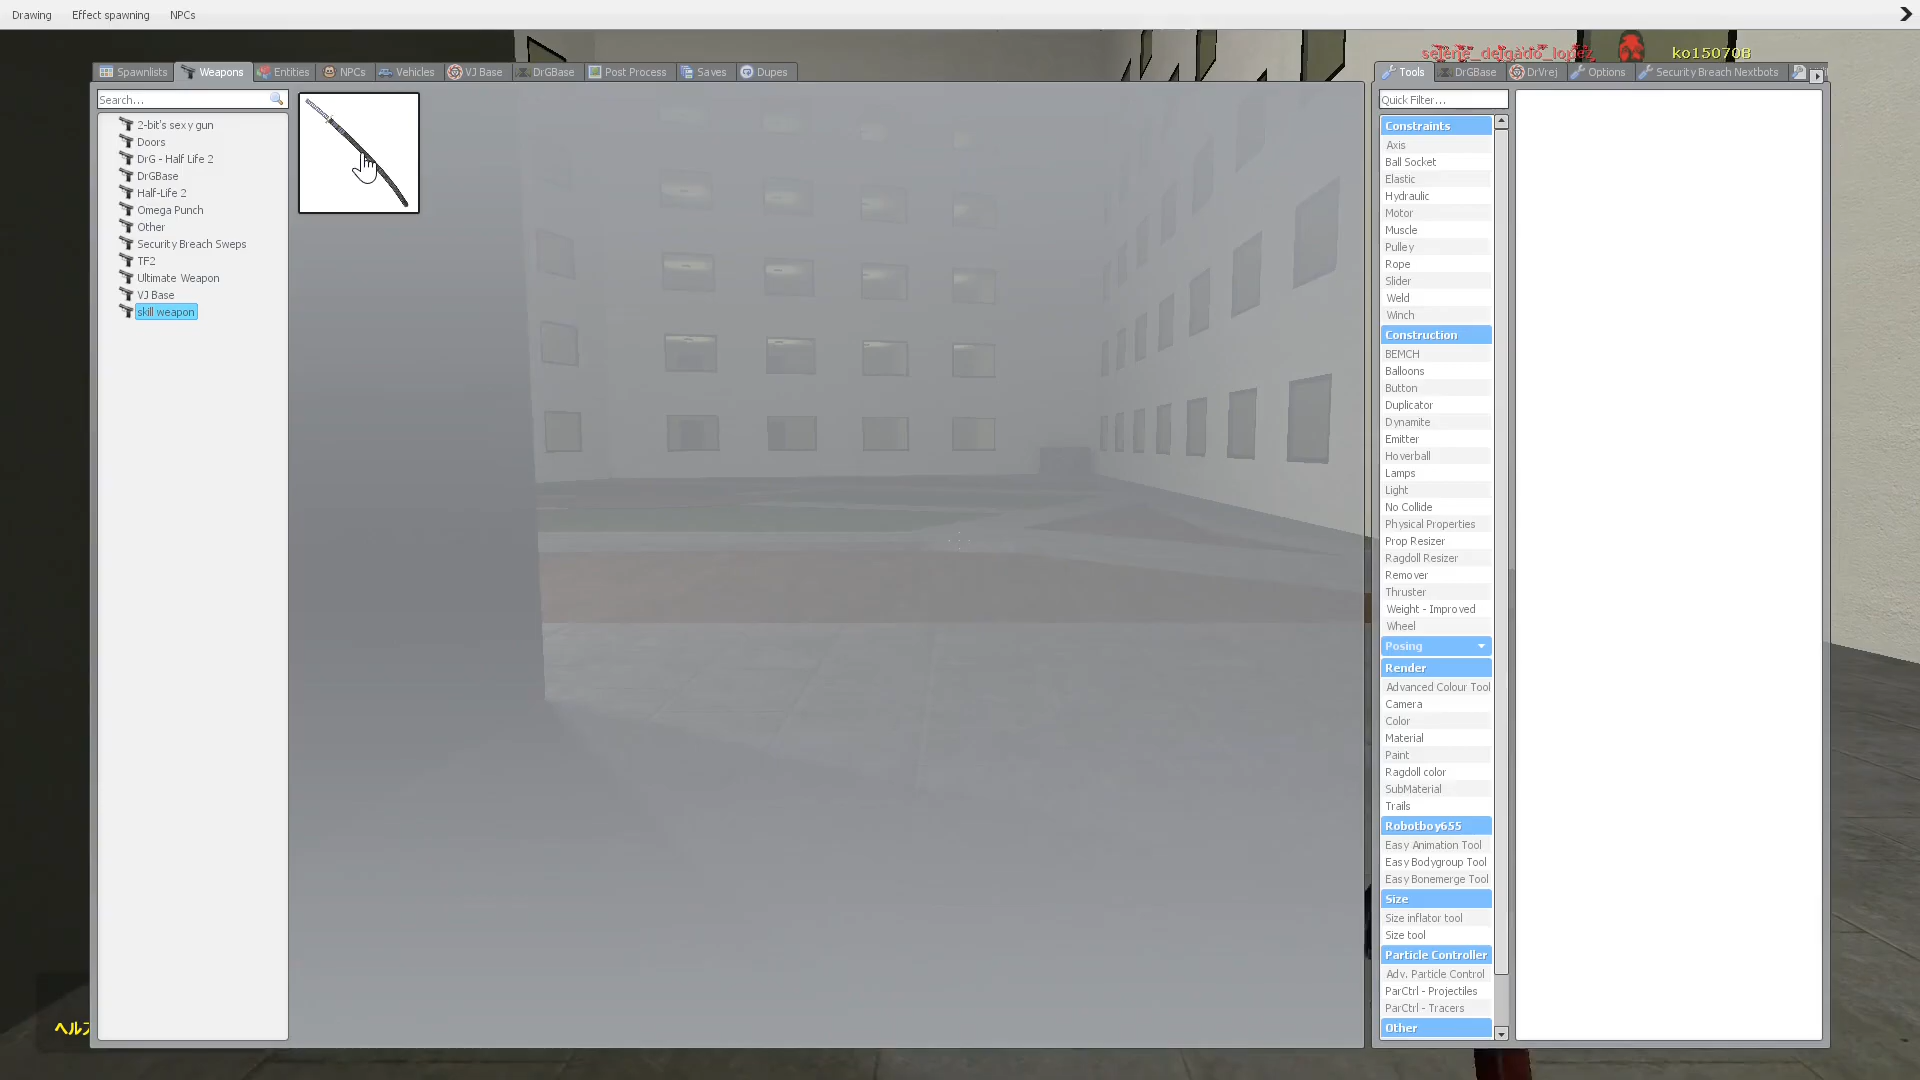 Drawing Effect spawning NPCs
selene_delgado_lopez ko150708
Spawnlists Weapons Entities NPCs Vehicles VJ Base DrGBase Post Process Saves Dupes
Tools DrGBase DrVrej Options Security Breach Nextbots
Search...
2-bit's sexy gun
Doors
DrG - Half Life 2
DrGBase
Half-Life 2
Omega Punch
Other
Security Breach Sweps
TF2
Ultimate Weapon
VJ Base
skill weapon
ヘル
Quick Filter...
Constraints
Axis
Ball Socket
Elastic
Hydraulic
Motor
Muscle
Pulley
Rope
Slider
Weld
Winch
Construction
BEMCH
Balloons
Button
Duplicator
Dynamite
Emitter
Hoverball
Lamps
Light
No Collide
Physical Properties
Prop Resizer
Ragdoll Resizer
Remover
Thruster
Weight - Improved
Wheel
Posing
Render
Advanced Colour Tool
Camera
Color
Material
Paint
Ragdoll color
SubMaterial
Trails
Robotboy655
Easy Animation Tool
Easy Bodygroup Tool
Easy Bonemerge Tool
Size
Size inflator tool
Size tool
Particle Controller
Adv. Particle Control
ParCtrl - Projectiles
ParCtrl - Tracers
Other